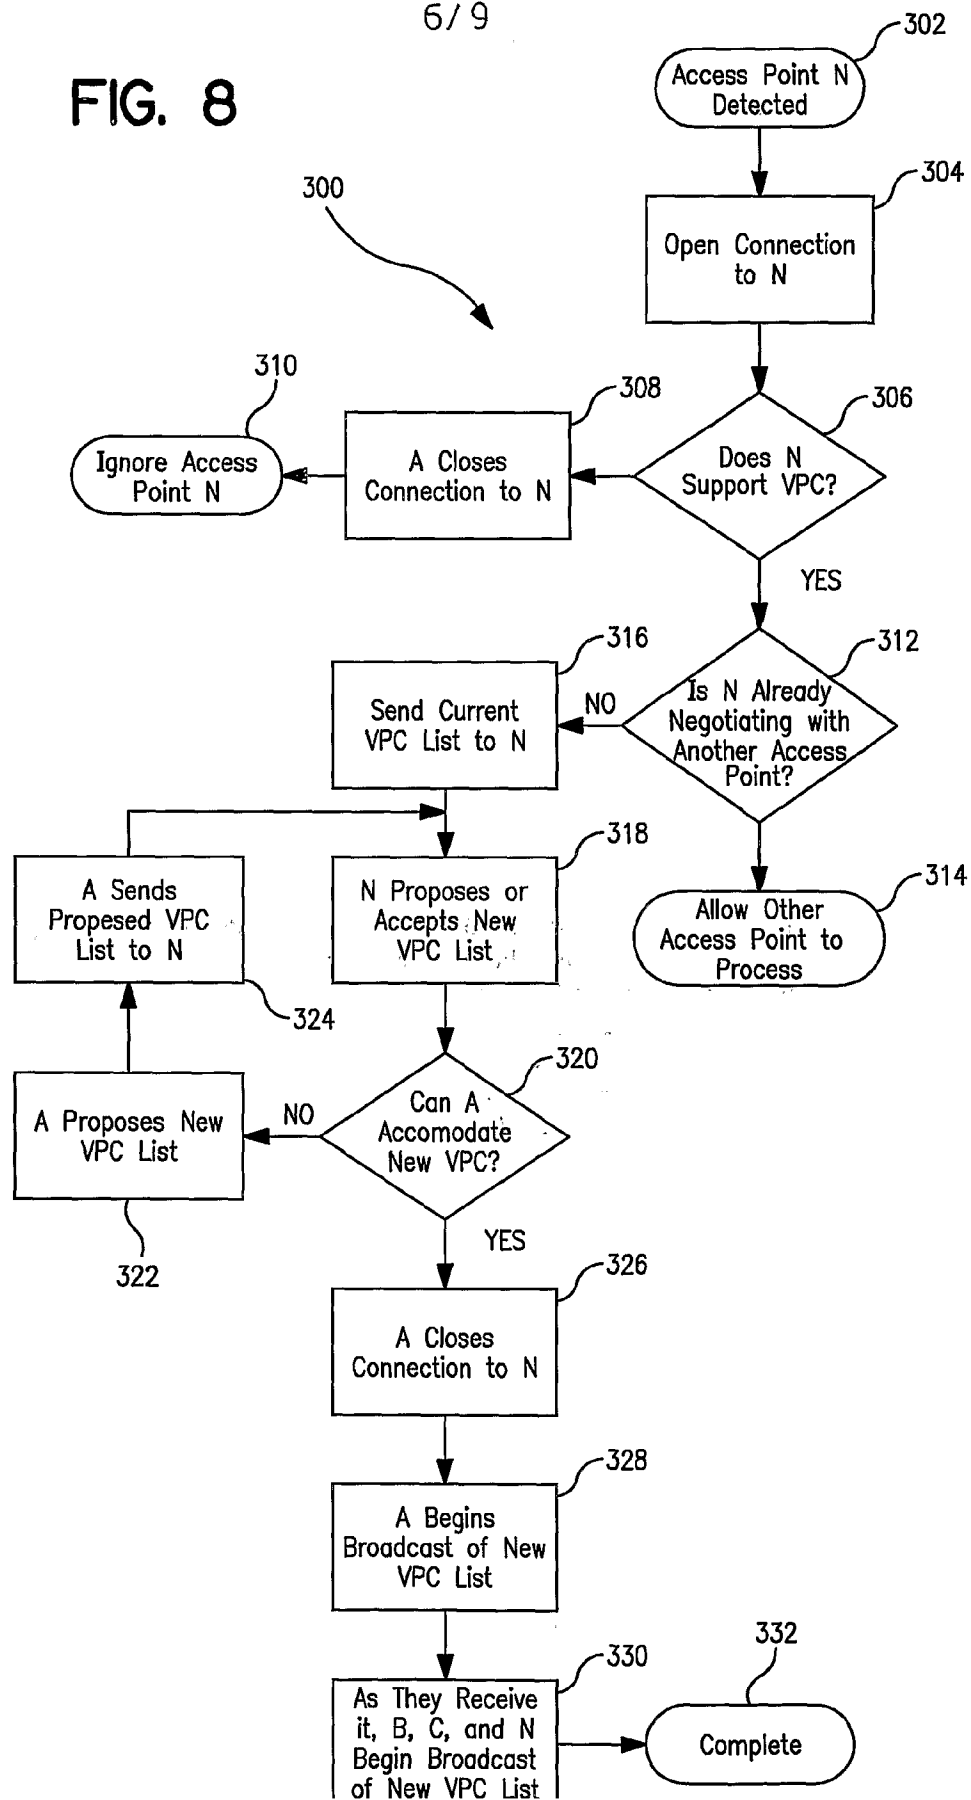 6/9
FIG. 8
302
Access Point N
Detected
304
Open Connection
to N
300
306
Does N
Support VPC?
308
A Closes
Connection to N
310
Ignore Access
Point N
YES
312
Is N Already
Negotiating with
Another Access
Point?
NO
316
Send Current
VPC List to N
314
Allow Other
Access Point to
Process
318
N Proposes or
Accepts New
VPC List
324
A Sends
Propesed VPC
List to N
320
Can A
Accomodate
New VPC?
NO
A Proposes New
VPC List
322
YES
326
A Closes
Connection to N
328
A Begins
Broadcast of New
VPC List
330
As They Receive
it, B, C, and N
Begin Broadcast
of New VPC List
332
Complete